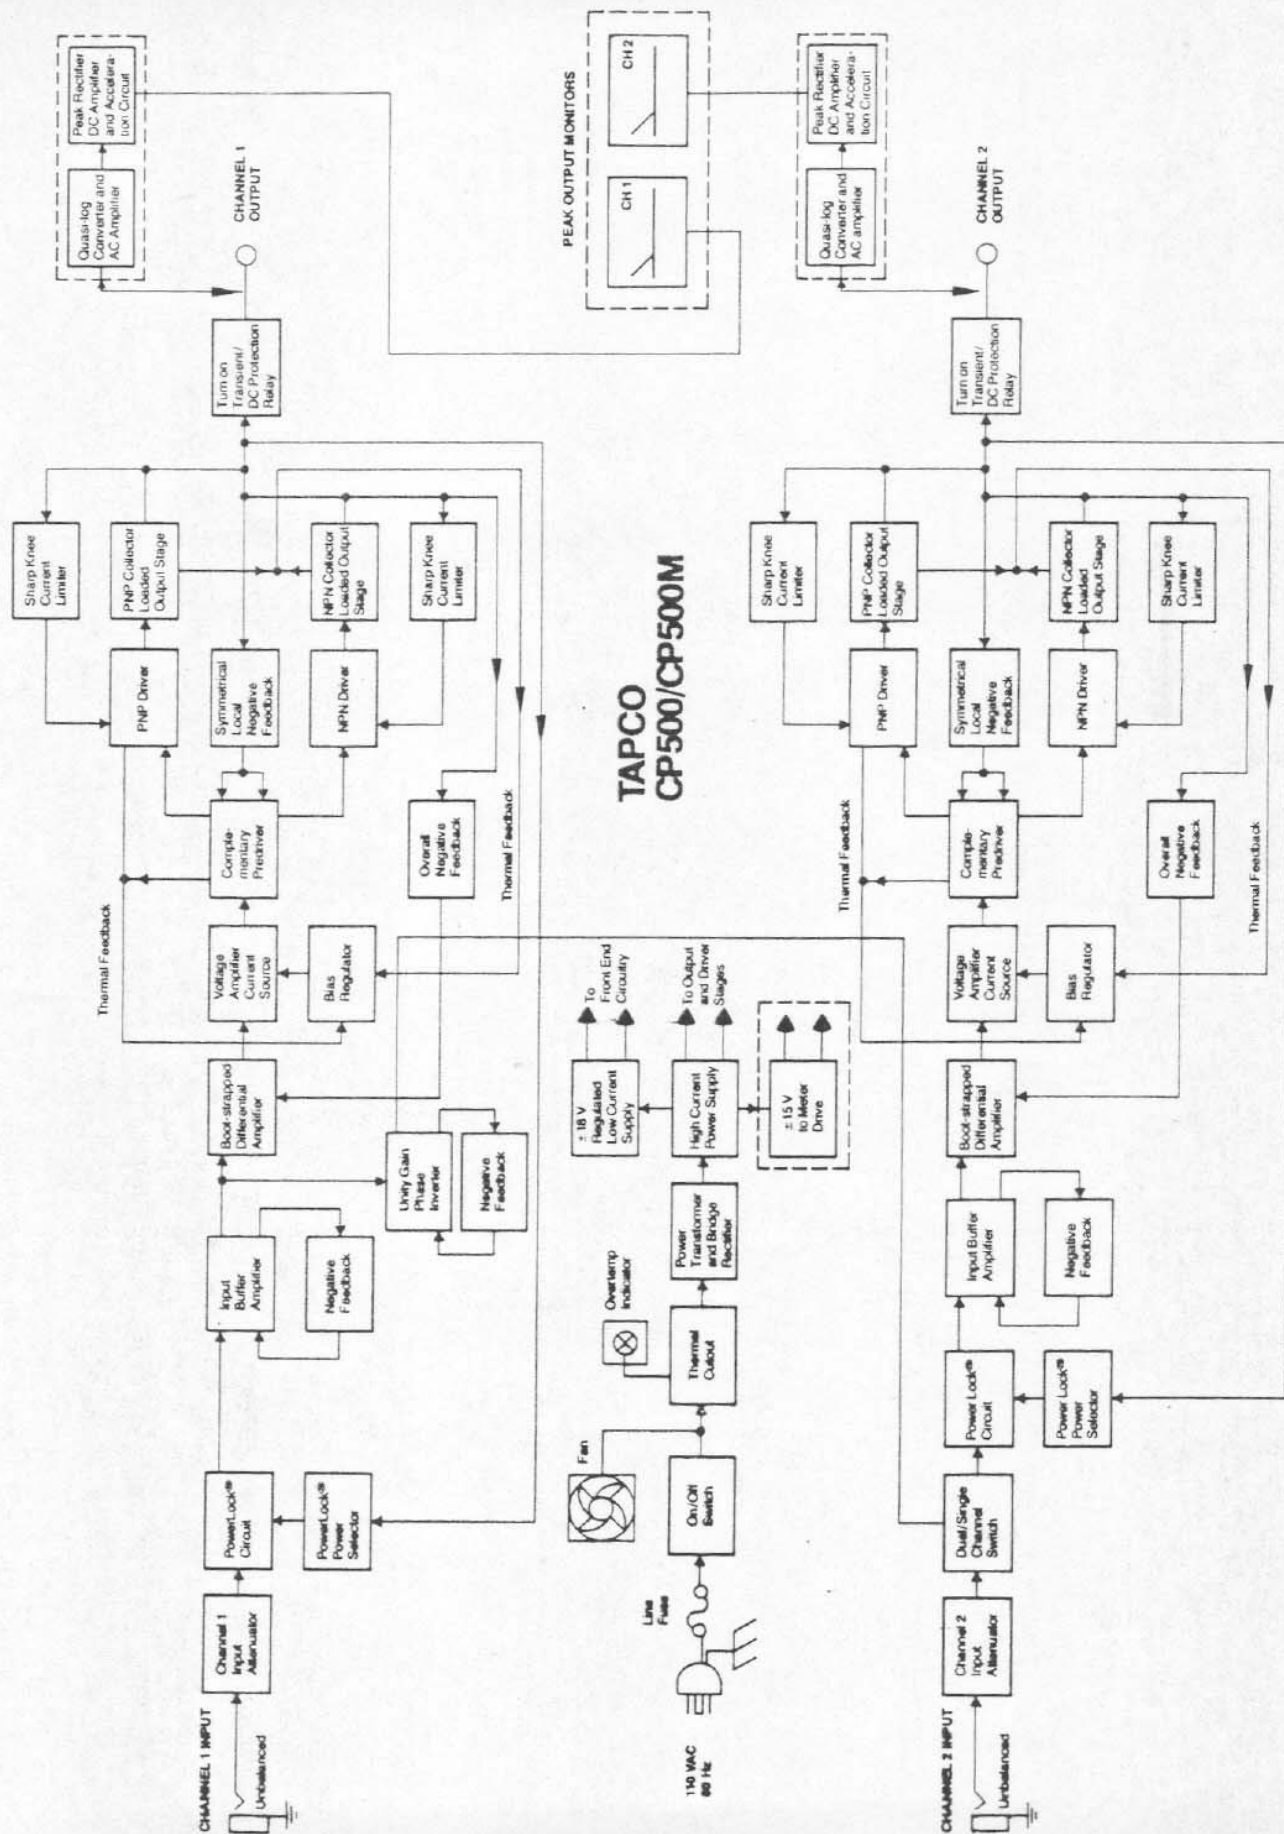 CHANNEL 1 INPUT
Unbalanced
Channel 1
Input
Attenuator
PowerLock®
Circuit
PowerLock®
Power
Selector
Input
Buffer
Amplifier
Negative
Feedback
Boot-strapped
Differential
Amplifier
Unity Gain
Phase
Inverter
Negative
Feedback
Thermal Feedback
Voltage
Amplifier
Current
Source
Bias
Regulator
Comple-
mentary
Predriver
Overall
Negative
Feedback
Thermal Feedback
PNP Driver
Symmetrical
Local
Negative
Feedback
NPN Driver
Sharp Knee
Current
Limiter
PNP Collector
Loaded
Output Stage
NPN Collector
Loaded Output
Stage
Sharp Knee
Current
Limiter
Turn on
Transient/
DC Protection
Relay
Quasi-log
Converter and
AC Amplifier
Peak Rectifier
DC Amplifier
and Accelera-
tion Circuit
CHANNEL 1
OUTPUT
110 VAC
60 Hz
Line
Fuse
On/Off
Switch
Fan
Thermal
Cutout
Overtemp
Indicator
Power
Transformer
and Bridge
Rectifier
± 18 V
Regulated
Low Current
Supply
High Current
Power Supply
± 15 V
to Meter
Drive
To
Front End
Circuitry
To Output
and Driver
Stages
TAPCO
CP500/CP500M
PEAK OUTPUT MONITORS
CH 1
CH 2
CHANNEL 2 INPUT
Unbalanced
Channel 2
Input
Attenuator
Dual/Single
Channel
Switch
Power Lock®
Circuit
Power Lock®
Power
Selector
Input Buffer
Amplifier
Negative
Feedback
Boot-strapped
Differential
Amplifier
Voltage
Amplifier
Current
Source
Bias
Regulator
Thermal Feedback
Comple-
mentary
Predriver
Overall
Negative
Feedback
Thermal Feedback
PNP Driver
Symmetrical
Local
Negative
Feedback
NPN Driver
Sharp Knee
Current
Limiter
PNP Collector
Loaded Output
Stage
NPN Collector
Loaded
Output Stage
Sharp Knee
Current
Limiter
Turn on
Transient/
DC Protection
Relay
Quasi-log
Converter and
AC amplifier
Peak Rectifier
DC Amplifier
and Accelera-
tion Circuit
CHANNEL 2
OUTPUT